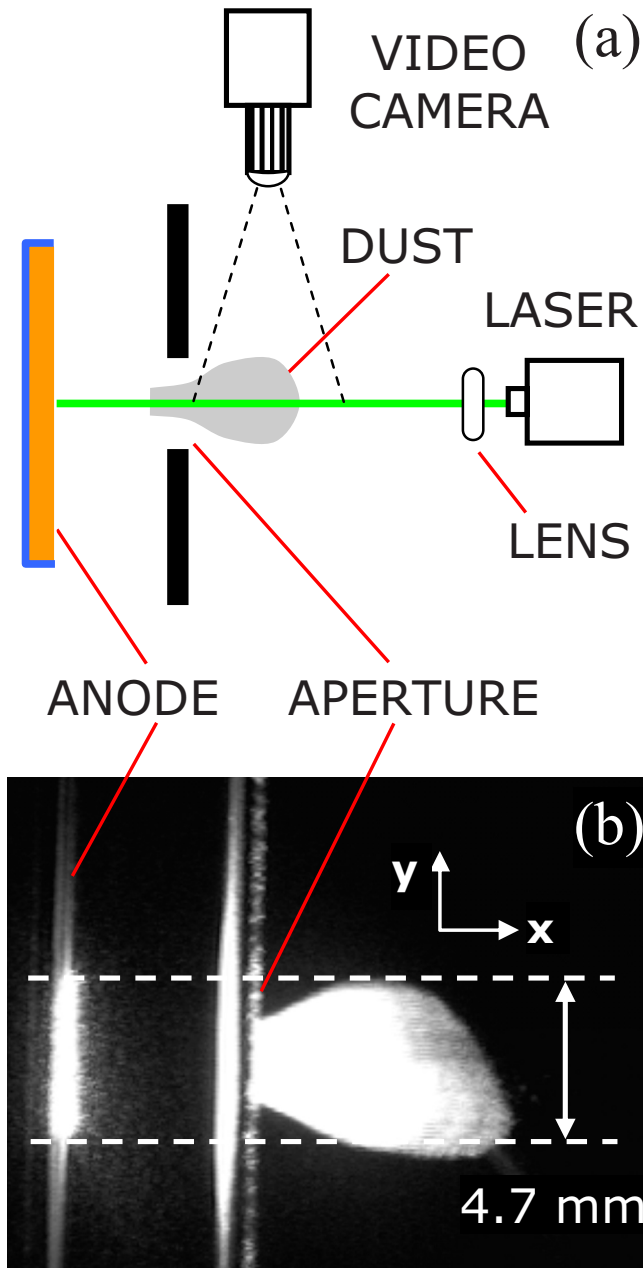 (a)
VIDEO
CAMERA
DUST
LASER
LENS
ANODE
APERTURE
(b)
y
x
4.7 mm